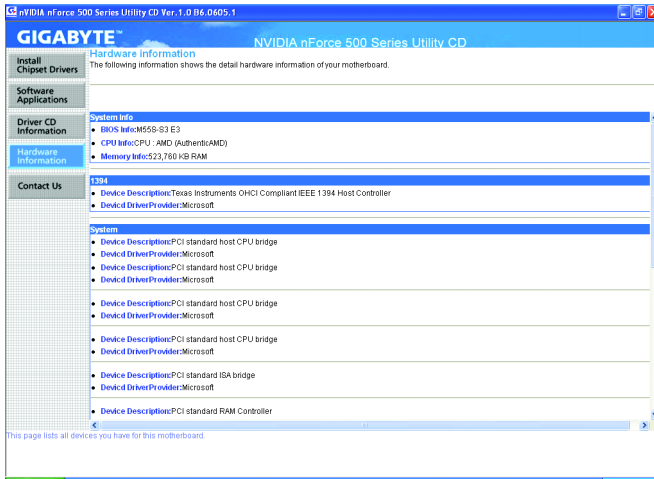 nVIDIA nForce 500 Series Utility CD Ver.1.0 B6.0605.1
GIGABYTE™
NVIDIA nForce 500 Series Utility CD
Install
Chipset Drivers
Software
Applications
Driver CD
Information
Hardware
Information
Contact Us
Hardware Information
The following information shows the detail hardware information of your motherboard.
System Info
BIOS Info:M55S-S3 E3
CPU Info:CPU : AMD (AuthenticAMD)
Memory Info:523,760 KB RAM
1394
Device Description:Texas Instruments OHCI Compliant IEEE 1394 Host Controller
Devicd DriverProvider:Microsoft
System
Device Description:PCI standard host CPU bridge
Devicd DriverProvider:Microsoft
Device Description:PCI standard host CPU bridge
Devicd DriverProvider:Microsoft
Device Description:PCI standard host CPU bridge
Devicd DriverProvider:Microsoft
Device Description:PCI standard host CPU bridge
Devicd DriverProvider:Microsoft
Device Description:PCI standard ISA bridge
Devicd DriverProvider:Microsoft
Device Description:PCI standard RAM Controller
This page lists all devices you have for this motherboard.